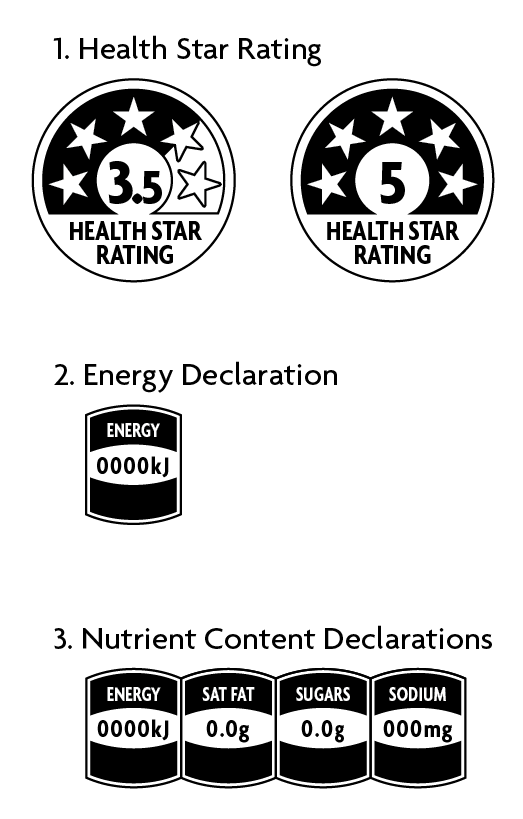 1. Health Star Rating
3.5
HEALTH STAR
RATING
5
HEALTH STAR
RATING
2. Energy Declaration
ENERGY
0000kJ
3. Nutrient Content Declarations
ENERGY SAT FAT SUGARS SODIUM
0000kJ 0.0g 0.0g 000mg